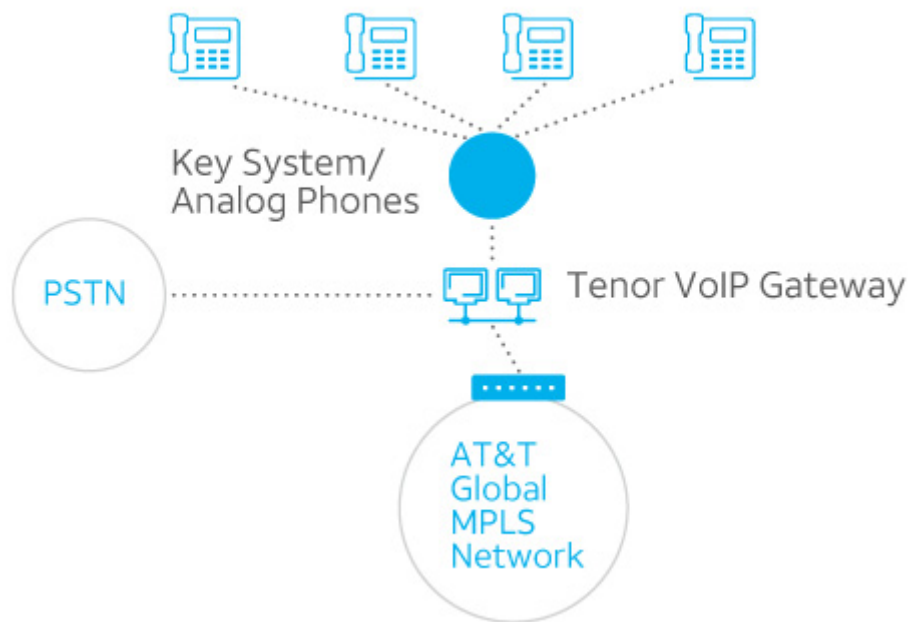 Key System/
Analog Phones
PSTN
Tenor VoIP Gateway
AT&T
Global
MPLS
Network